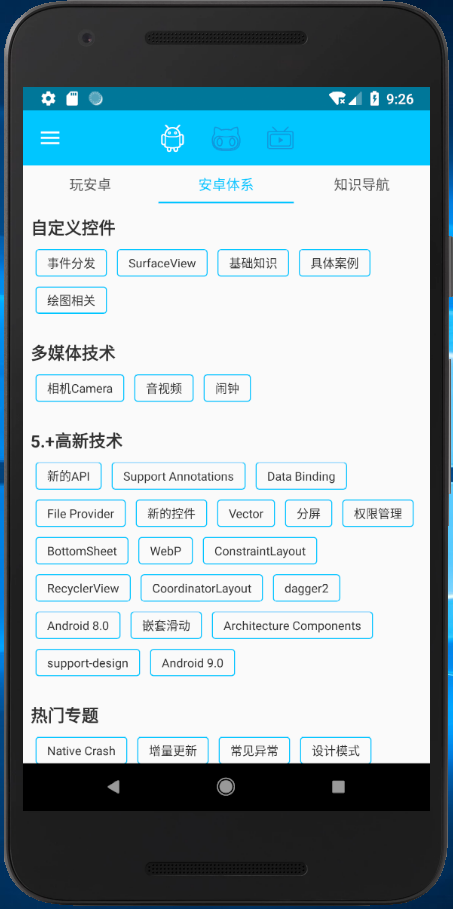 9:26
玩安卓 安卓体系 知识导航
自定义控件
事件分发 SurfaceView 基础知识 具体案例
绘图相关
多媒体技术
相机Camera 音视频 闹钟
5.+高新技术
新的API Support Annotations Data Binding
File Provider 新的控件 Vector 分屏 权限管理
BottomSheet WebP ConstraintLayout
RecyclerView CoordinatorLayout dagger2
Android 8.0 嵌套滑动 Architecture Components
support-design Android 9.0
热门专题
Native Crash 增量更新 常见异常 设计模式